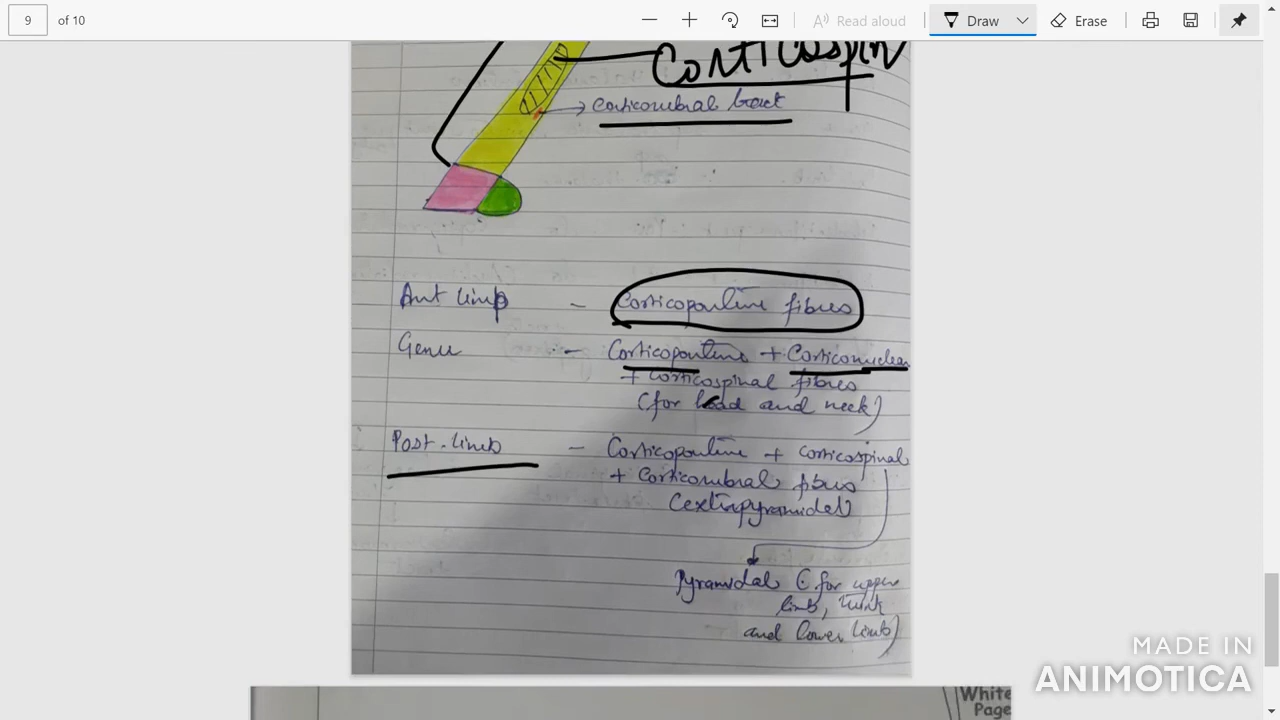 9 of 10
Read aloud
Draw
Erase
Corticospin
Corticorubral tract
Ant limb - Corticopontine fibres
Genu - Corticopontine + Corticonuclear
+ corticospinal fibres
(for head and neck)
Post. limb - Corticopontine + corticospinal
+ Corticorubral fibres
(extrapyramidal)
Pyramidal (for upper
limb, trunk
and lower limb)
MADE IN
ANIMOTICA
White
Page